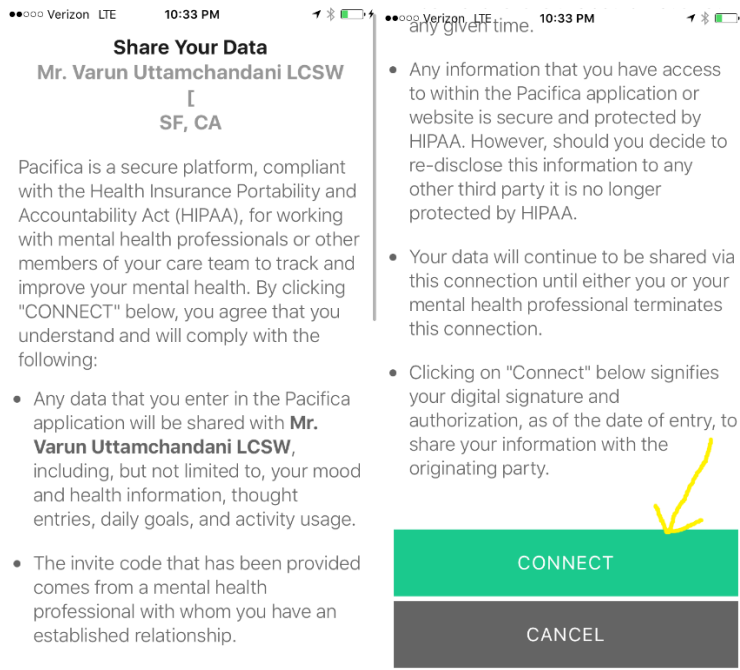 Verizon LTE 10:33 PM
Share Your Data
Mr. Varun Uttamchandani LCSW
[
SF, CA
Pacifica is a secure platform, compliant
with the Health Insurance Portability and
Accountability Act (HIPAA), for working
with mental health professionals or other
members of your care team to track and
improve your mental health. By clicking
"CONNECT" below, you agree that you
understand and will comply with the
following:
• Any data that you enter in the Pacifica
application will be shared with Mr.
Varun Uttamchandani LCSW,
including, but not limited to, your mood
and health information, thought
entries, daily goals, and activity usage.
• The invite code that has been provided
comes from a mental health
professional with whom you have an
established relationship.
Verizon LTE 10:33 PM
any given time.
• Any information that you have access
to within the Pacifica application or
website is secure and protected by
HIPAA. However, should you decide to
re-disclose this information to any
other third party it is no longer
protected by HIPAA.
• Your data will continue to be shared via
this connection until either you or your
mental health professional terminates
this connection.
• Clicking on "Connect" below signifies
your digital signature and
authorization, as of the date of entry, to
share your information with the
originating party.
CONNECT
CANCEL